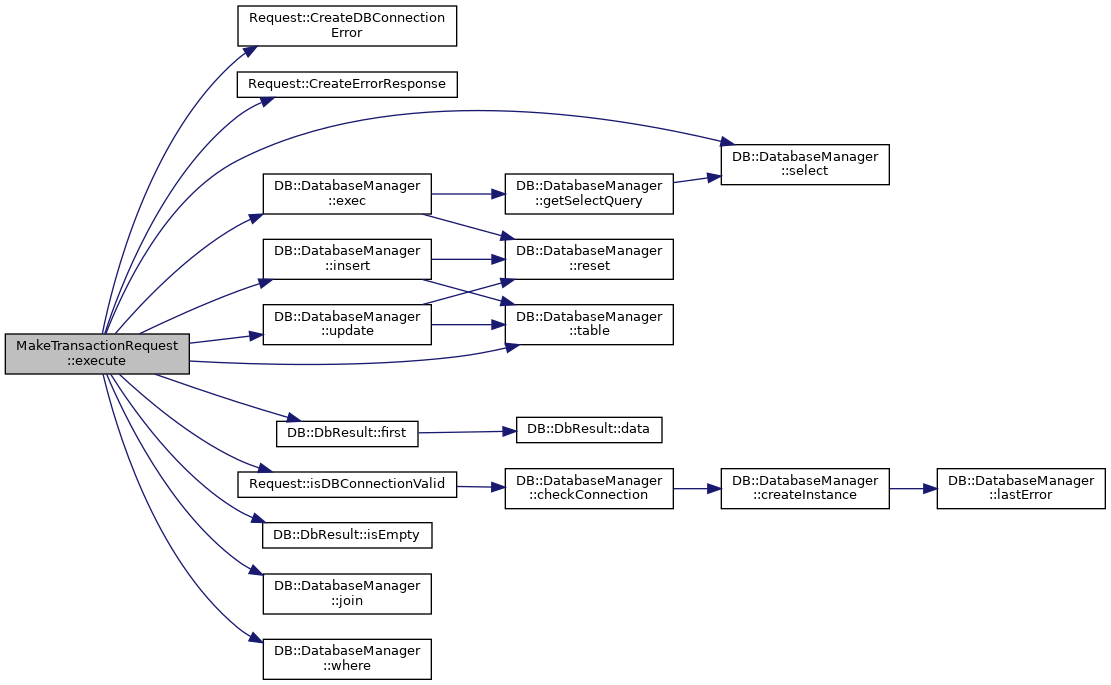 Request::CreateDBConnection
Error
Request::CreateErrorResponse
DB::DatabaseManager
::select
DB::DatabaseManager
::exec
DB::DatabaseManager
::getSelectQuery
DB::DatabaseManager
::insert
DB::DatabaseManager
::reset
DB::DatabaseManager
::update
DB::DatabaseManager
::table
MakeTransactionRequest
::execute
DB::DbResult::first
DB::DbResult::data
Request::isDBConnectionValid
DB::DatabaseManager
::checkConnection
DB::DatabaseManager
::createInstance
DB::DatabaseManager
::lastError
DB::DbResult::isEmpty
DB::DatabaseManager
::join
DB::DatabaseManager
::where